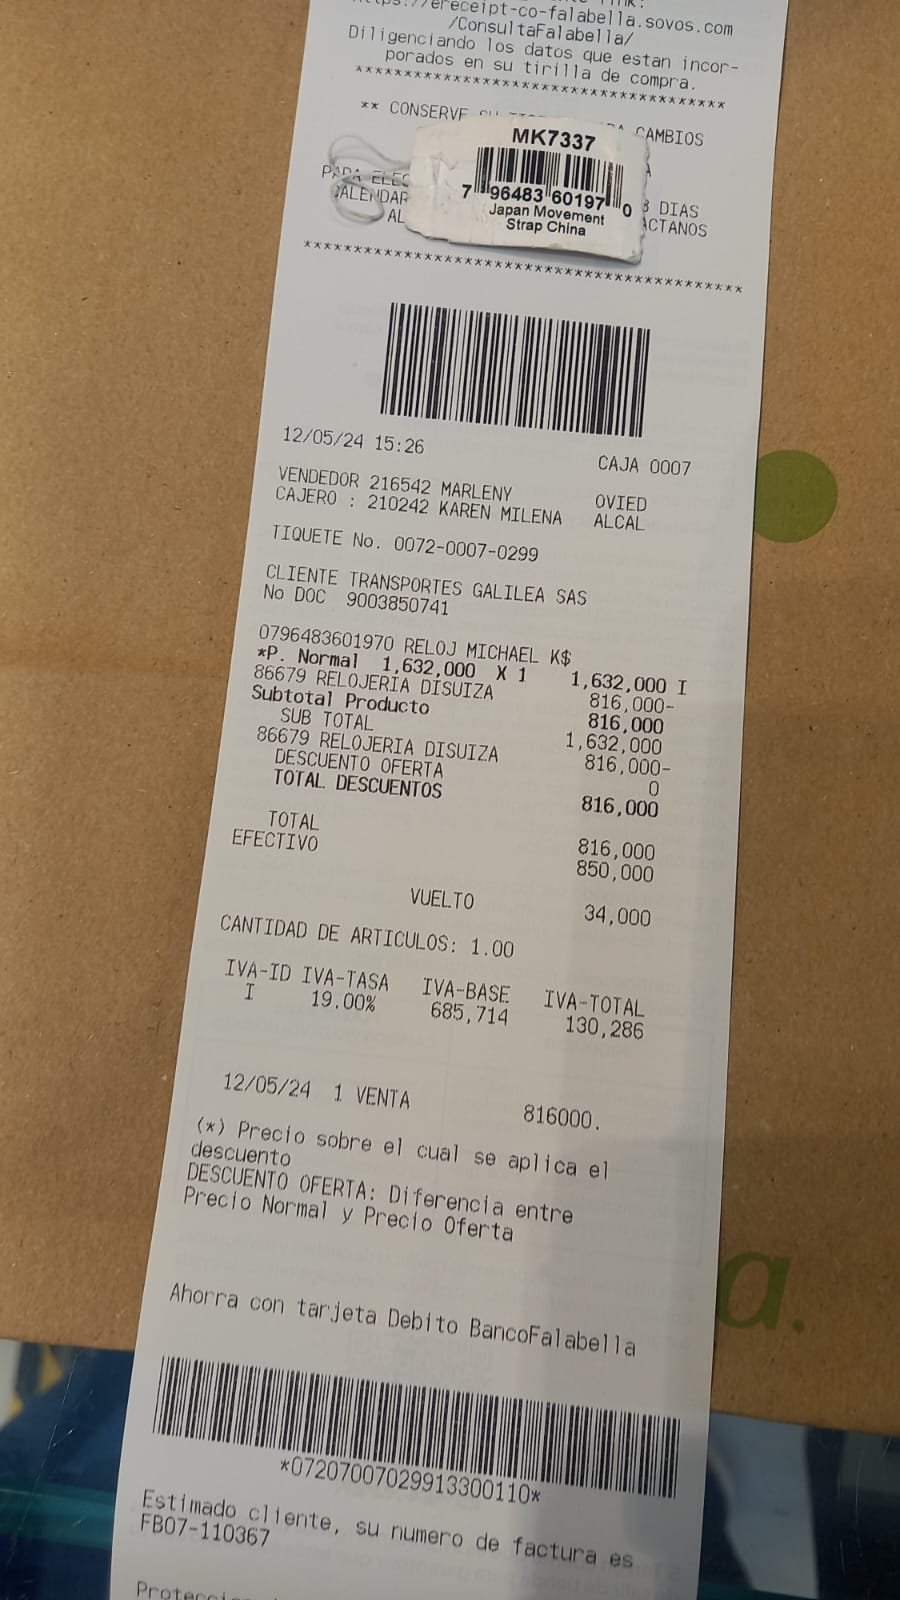 https://ereceipt-co-falabella.sovos.com
/ConsultaFalabella/
Diligenciando los datos que estan incor-
porados en su tirilla de compra.
****************************************
** CONSERVE CAMBIOS
MK7337
PARA DIAS
7 96483 60197 0
Japan Movement
Strap China
AL
********************************************
12/05/24 15:26 CAJA 0007
VENDEDOR 216542 MARLENY OVIED
CAJERO : 210242 KAREN MILENA ALCAL
TIQUETE No. 0072-0007-0299
CLIENTE TRANSPORTES GALILEA SAS
No DOC 9003850741
0796483601970 RELOJ MICHAEL K$ 1,632,000 I
*P. Normal 1,632,000 X 1
86679 RELOJERIA DISUIZA 816,000-
Subtotal Producto 816,000
SUB TOTAL 1,632,000
86679 RELOJERIA DISUIZA 816,000-
DESCUENTO OFERTA 0
TOTAL DESCUENTOS 816,000
TOTAL 816,000
EFECTIVO 850,000
VUELTO 34,000
CANTIDAD DE ARTICULOS: 1.00
IVA-ID IVA-TASA IVA-BASE IVA-TOTAL
I 19.00% 685,714 130,286
12/05/24 1 VENTA 816000.
(*) Precio sobre el cual se aplica el
descuento
DESCUENTO OFERTA: Diferencia entre
Precio Normal y Precio Oferta
a.
Ahorra con tarjeta Debito BancoFalabella
*07207007029913300110*
Estimado cliente, su numero de factura es
FB07-110367